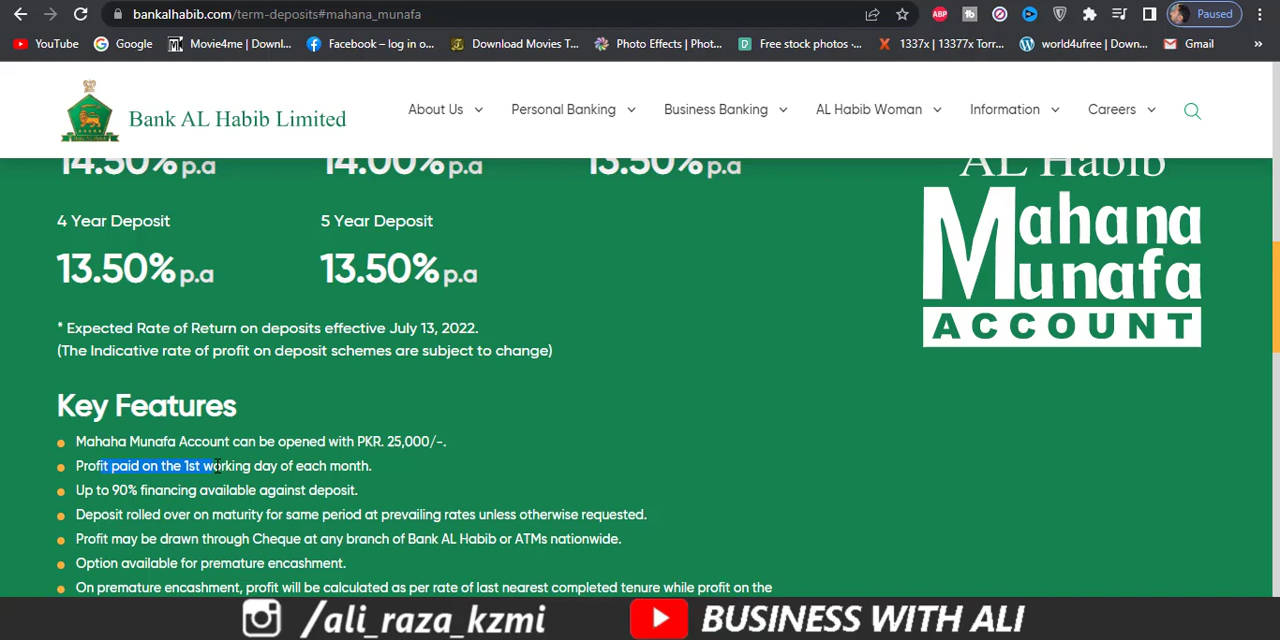 bankalhabib.com/term-deposits#mahana_munafa
Paused
YouTube
Google
Movie4me | Downl...
Facebook – log in o...
Download Movies T...
Photo Effects | Phot...
Free stock photos -...
1337x | 13377x Torr...
world4ufree | Down...
Gmail
»
ABP
Bank AL Habib Limited
About Us
Personal Banking
Business Banking
AL Habib Woman
Information
Careers
14.50% p.a
14.00% p.a
13.50% p.a
AL Habib
Mahana
Munafa
ACCOUNT
4 Year Deposit
5 Year Deposit
13.50% p.a
13.50% p.a
* Expected Rate of Return on deposits effective July 13, 2022.
(The Indicative rate of profit on deposit schemes are subject to change)
Key Features
Mahaha Munafa Account can be opened with PKR. 25,000/-.
Profit paid on the 1st working day of each month.
Up to 90% financing available against deposit.
Deposit rolled over on maturity for same period at prevailing rates unless otherwise requested.
Profit may be drawn through Cheque at any branch of Bank AL Habib or ATMs nationwide.
Option available for premature encashment.
On premature encashment, profit will be calculated as per rate of last nearest completed tenure while profit on the
/ali_raza_kzmi
BUSINESS WITH ALI